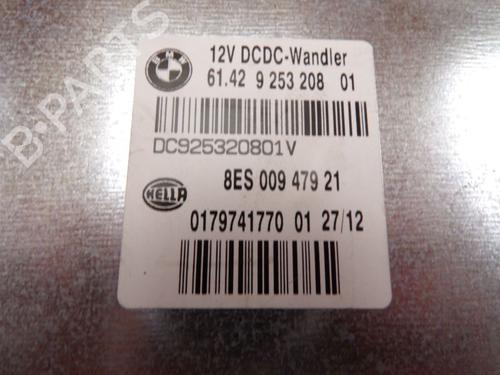 BMW
12V DCDC-Wandler
61.42 9 253 208 01
DC925320801V
8ES 009 479 21
HELLA
0179741770 01 27/12
B-PARTS